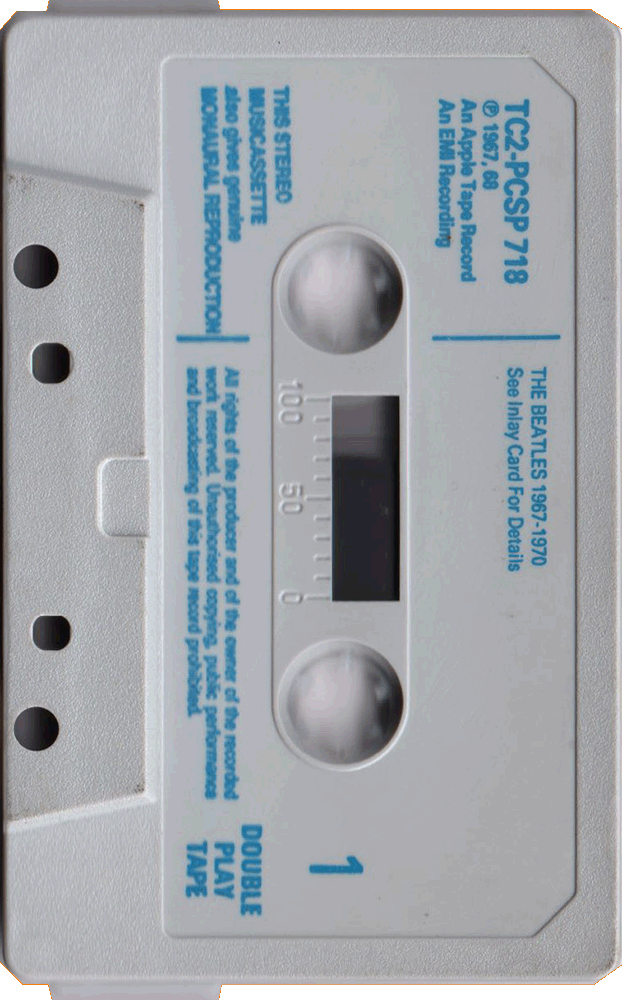 TC2-PCSP 718
℗ 1967, 68
An Apple Tape Record
An EMI Recording
THE BEATLES 1967-1970
See Inlay Card For Details
100 50 0
1
THIS STEREO
MUSICASSETTE
also gives genuine
MONAURAL REPRODUCTION
All rights of the producer and of the owner of the recorded
work reserved. Unauthorised copying, public performance
and broadcasting of this tape record prohibited.
DOUBLE
PLAY
TAPE